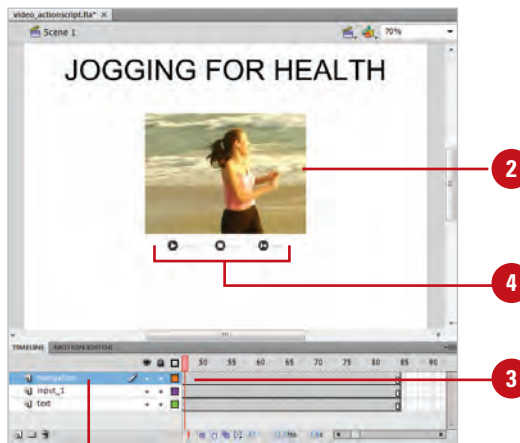 video_actionscript.fla* ×
Scene 1
70%
JOGGING FOR HEALTH
2
4
TIMELINE MOTION EDITOR
50 55 60 65 70 75 80 85 90
navigation
3
input_1
text